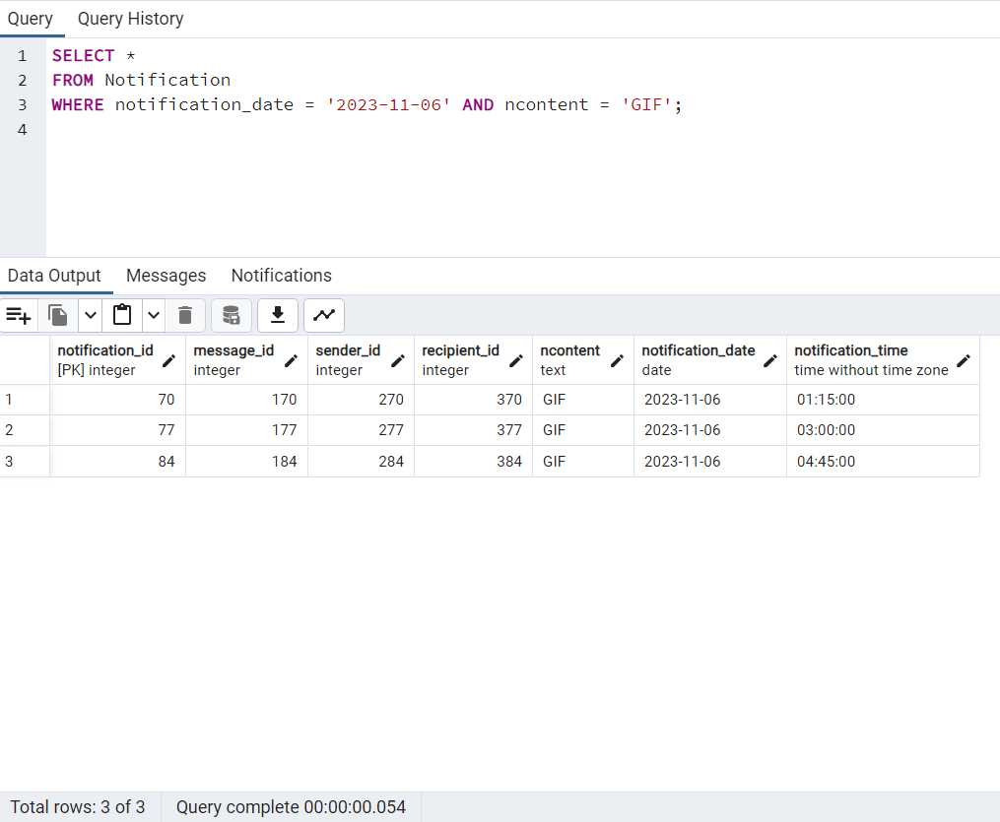 Query Query History
1 SELECT *
2 FROM Notification
3 WHERE notification_date = '2023-11-06' AND ncontent = 'GIF';
4
Data Output Messages Notifications
notification_id message_id sender_id recipient_id ncontent notification_date notification_time
[PK] integer integer integer integer text date time without time zone
1 70 170 270 370 GIF 2023-11-06 01:15:00
2 77 177 277 377 GIF 2023-11-06 03:00:00
3 84 184 284 384 GIF 2023-11-06 04:45:00
Total rows: 3 of 3 Query complete 00:00:00.054